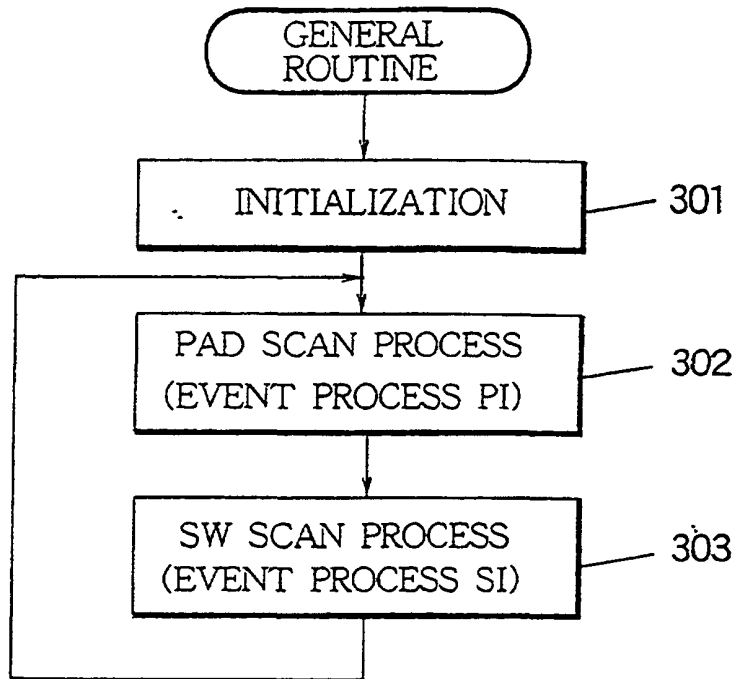 GENERAL
ROUTINE
INITIALIZATION
301
PAD SCAN PROCESS
(EVENT PROCESS PI)
302
SW SCAN PROCESS
(EVENT PROCESS SI)
303